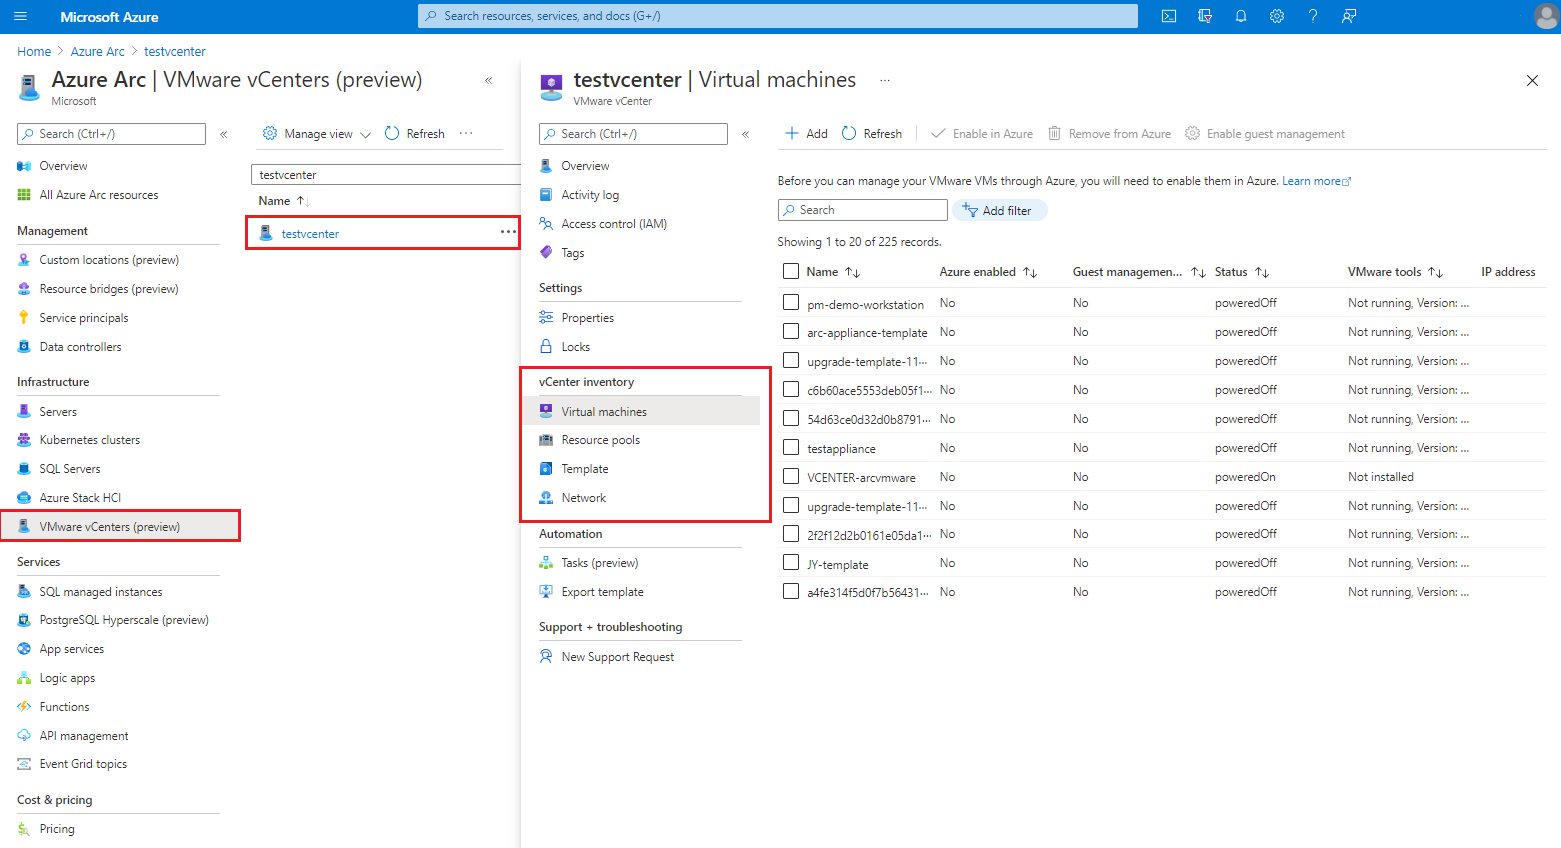 Microsoft Azure
Search resources, services, and docs (G+/)
Home > Azure Arc > testvcenter
Azure Arc | VMware vCenters (preview)
Microsoft
Search (Ctrl+/)
Overview
All Azure Arc resources
Management
Custom locations (preview)
Resource bridges (preview)
Service principals
Data controllers
Infrastructure
Servers
Kubernetes clusters
SQL Servers
Azure Stack HCI
VMware vCenters (preview)
Services
SQL managed instances
PostgreSQL Hyperscale (preview)
App services
Logic apps
Functions
API management
Event Grid topics
Cost & pricing
Pricing
Manage view Refresh ...
testvcenter
Name
testvcenter ...
testvcenter | Virtual machines ...
VMware vCenter
Search (Ctrl+/)
Overview
Activity log
Access control (IAM)
Tags
Settings
Properties
Locks
vCenter inventory
Virtual machines
Resource pools
Template
Network
Automation
Tasks (preview)
Export template
Support + troubleshooting
New Support Request
Add Refresh Enable in Azure Remove from Azure Enable guest management
Before you can manage your VMware VMs through Azure, you will need to enable them in Azure. Learn more
Search Add filter
Showing 1 to 20 of 225 records.
Name Azure enabled Guest managemen... Status VMware tools IP address
pm-demo-workstation No No poweredOff Not running, Version: ...
arc-appliance-template No No poweredOff Not running, Version: ...
upgrade-template-11... No No poweredOff Not running, Version: ...
c6b60ace5553deb05f1... No No poweredOff Not running, Version: ...
54d63ce0d32d0b8791... No No poweredOff Not running, Version: ...
testappliance No No poweredOff Not running, Version: ...
VCENTER-arcvmware No No poweredOn Not installed
upgrade-template-11... No No poweredOff Not running, Version: ...
2f2f12d2b0161e05da1... No No poweredOff Not running, Version: ...
JY-template No No poweredOff Not running, Version: ...
a4fe314f5d0f7b56431... No No poweredOff Not running, Version: ...